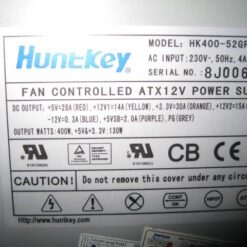 Huntkey
MODEL: HK400-52GP
AC INPUT: 230V~, 50Hz, 4A
SERIAL NO.: 8J006
FAN CONTROLLED ATX12V POWER SU
DC OUTPUT: +5V=28A(RED), +12V1=14A(YELLOW), +3.3V=30A(ORANGE), +12V2=15A
-12V=0.3A(BLUE), +5VSB=2.0A(PURPLE), PG(GREY)
OUTPUT WATTS:400W, +5V&+3.3V:130W
CB CE
CAUTION!
Do not remove this cover under any circ
www.huntkey.com